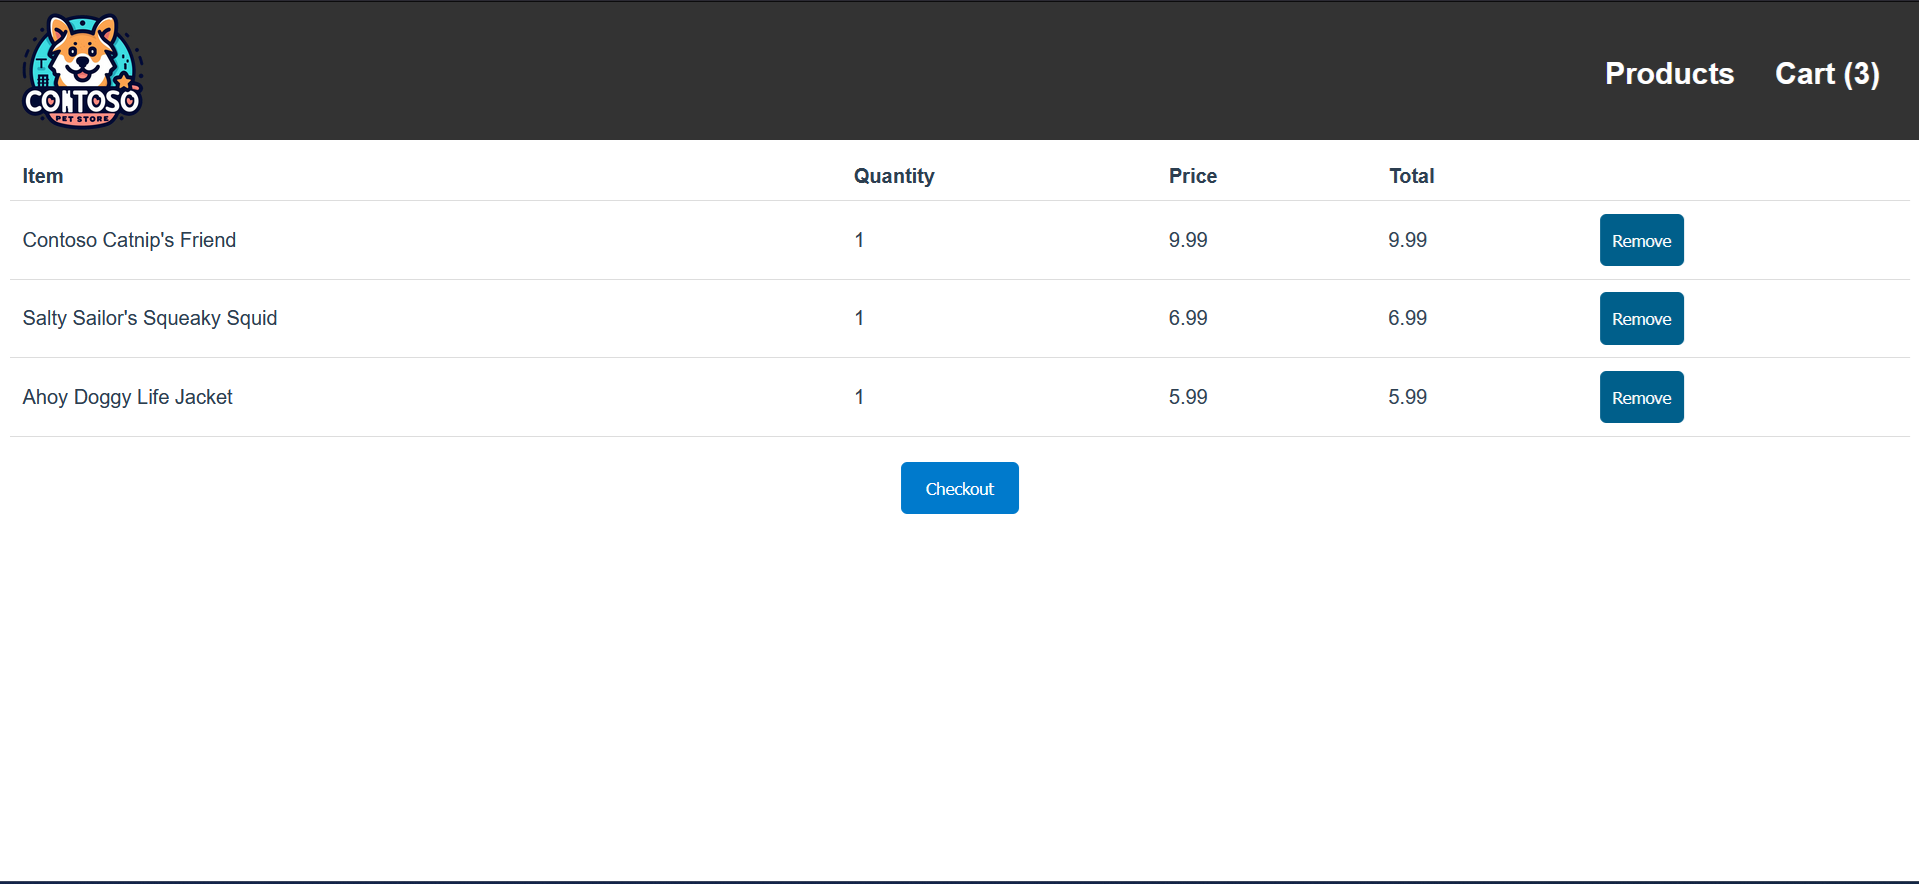 CONTOSO
PET STORE
Products Cart (3)
Item Quantity Price Total
Contoso Catnip's Friend 1 9.99 9.99 Remove
Salty Sailor's Squeaky Squid 1 6.99 6.99 Remove
Ahoy Doggy Life Jacket 1 5.99 5.99 Remove
Checkout